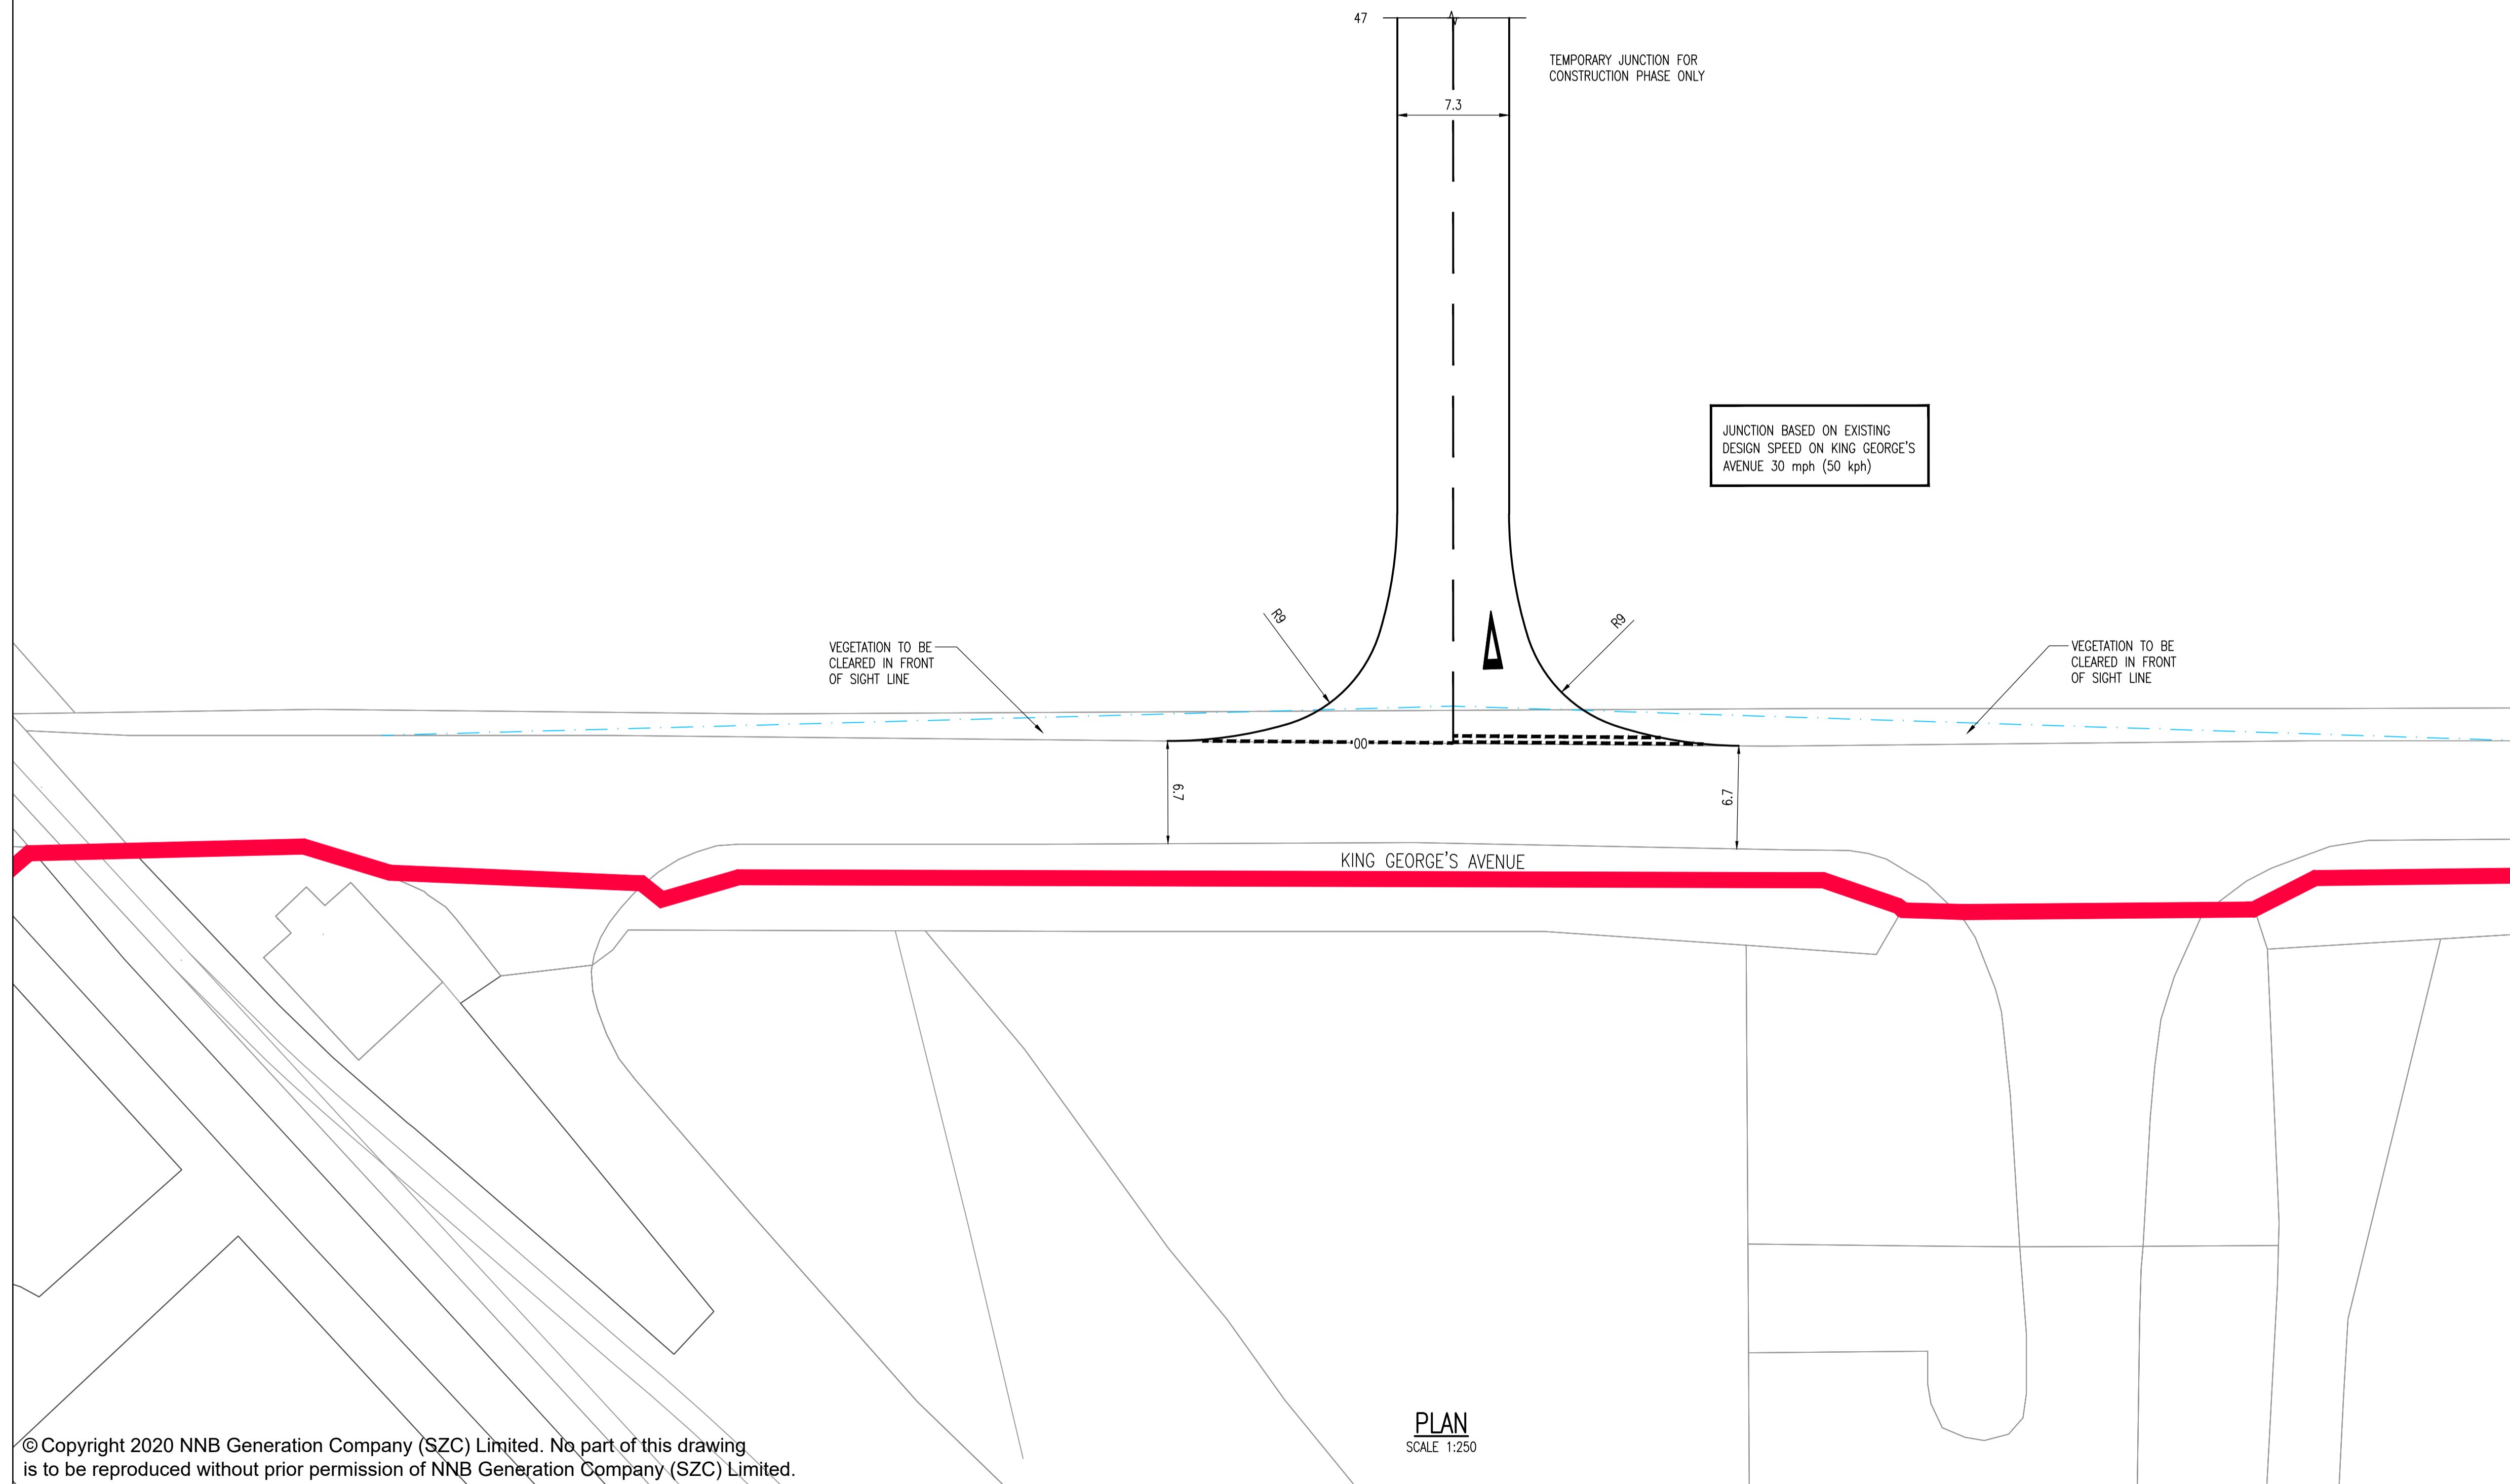 47
TEMPORARY JUNCTION FOR
CONSTRUCTION PHASE ONLY
7.3
JUNCTION BASED ON EXISTING
DESIGN SPEED ON KING GEORGE'S
AVENUE 30 mph (50 kph)
R9
R9
VEGETATION TO BE
CLEARED IN FRONT
OF SIGHT LINE
VEGETATION TO BE
CLEARED IN FRONT
OF SIGHT LINE
00
6.7
6.7
KING GEORGE'S AVENUE
PLAN
SCALE 1:250
© Copyright 2020 NNB Generation Company (SZC) Limited. No part of this drawing
is to be reproduced without prior permission of NNB Generation Company (SZC) Limited.